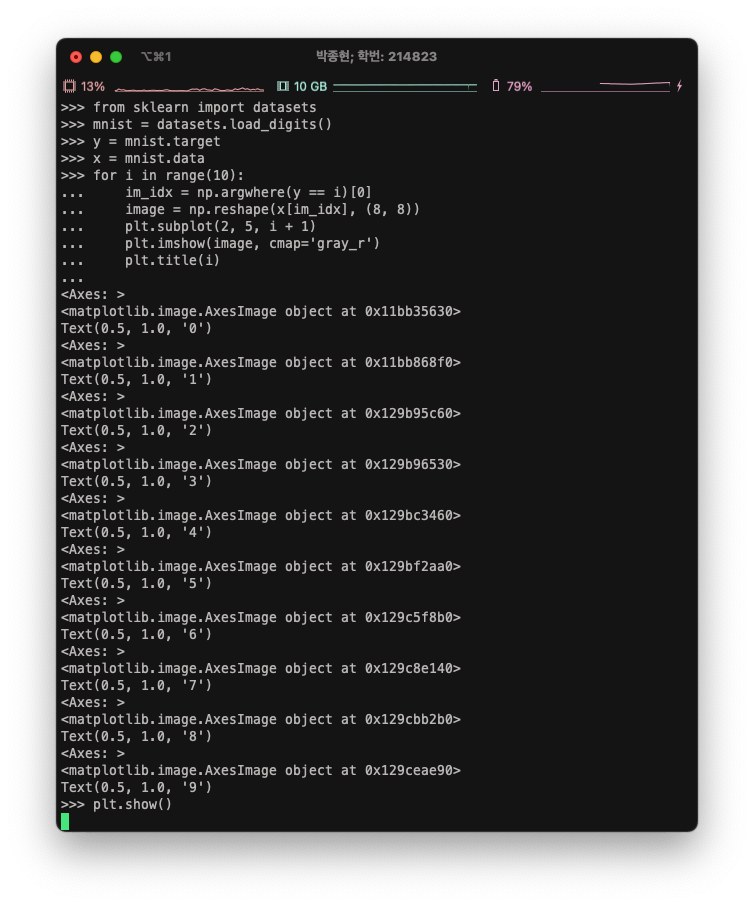 ⌥⌘1 박종현; 학번: 214823
13% 10 GB 79%
>>> from sklearn import datasets
>>> mnist = datasets.load_digits()
>>> y = mnist.target
>>> x = mnist.data
>>> for i in range(10):
...     im_idx = np.argwhere(y == i)[0]
...     image = np.reshape(x[im_idx], (8, 8))
...     plt.subplot(2, 5, i + 1)
...     plt.imshow(image, cmap='gray_r')
...     plt.title(i)
...
<Axes: >
<matplotlib.image.AxesImage object at 0x11bb35630>
Text(0.5, 1.0, '0')
<Axes: >
<matplotlib.image.AxesImage object at 0x11bb868f0>
Text(0.5, 1.0, '1')
<Axes: >
<matplotlib.image.AxesImage object at 0x129b95c60>
Text(0.5, 1.0, '2')
<Axes: >
<matplotlib.image.AxesImage object at 0x129b96530>
Text(0.5, 1.0, '3')
<Axes: >
<matplotlib.image.AxesImage object at 0x129bc3460>
Text(0.5, 1.0, '4')
<Axes: >
<matplotlib.image.AxesImage object at 0x129bf2aa0>
Text(0.5, 1.0, '5')
<Axes: >
<matplotlib.image.AxesImage object at 0x129c5f8b0>
Text(0.5, 1.0, '6')
<Axes: >
<matplotlib.image.AxesImage object at 0x129c8e140>
Text(0.5, 1.0, '7')
<Axes: >
<matplotlib.image.AxesImage object at 0x129cbb2b0>
Text(0.5, 1.0, '8')
<Axes: >
<matplotlib.image.AxesImage object at 0x129ceae90>
Text(0.5, 1.0, '9')
>>> plt.show()